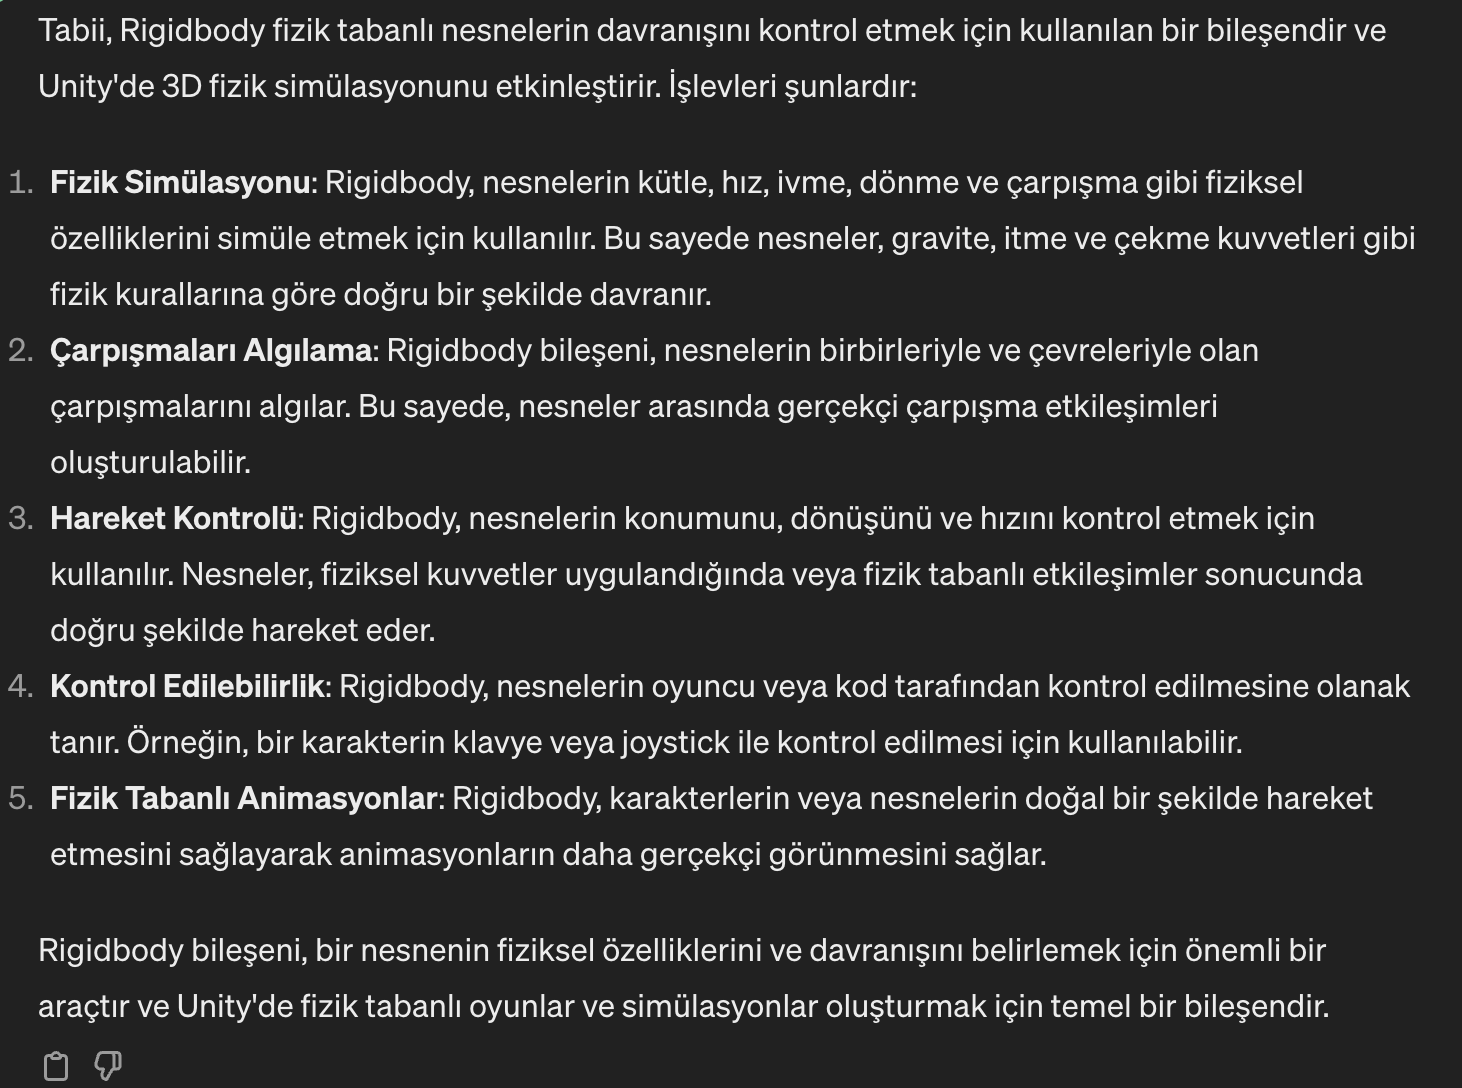 Tabii, Rigidbody fizik tabanlı nesnelerin davranışını kontrol etmek için kullanılan bir bileşendir ve
Unity'de 3D fizik simülasyonunu etkinleştirir. İşlevleri şunlardır:
1. Fizik Simülasyonu: Rigidbody, nesnelerin kütle, hız, ivme, dönme ve çarpışma gibi fiziksel
özelliklerini simüle etmek için kullanılır. Bu sayede nesneler, gravite, itme ve çekme kuvvetleri gibi
fizik kurallarına göre doğru bir şekilde davranır.
2. Çarpışmaları Algılama: Rigidbody bileşeni, nesnelerin birbirleriyle ve çevreleriyle olan
çarpışmalarını algılar. Bu sayede, nesneler arasında gerçekçi çarpışma etkileşimleri
oluşturulabilir.
3. Hareket Kontrolü: Rigidbody, nesnelerin konumunu, dönüşünü ve hızını kontrol etmek için
kullanılır. Nesneler, fiziksel kuvvetler uygulandığında veya fizik tabanlı etkileşimler sonucunda
doğru şekilde hareket eder.
4. Kontrol Edilebilirlik: Rigidbody, nesnelerin oyuncu veya kod tarafından kontrol edilmesine olanak
tanır. Örneğin, bir karakterin klavye veya joystick ile kontrol edilmesi için kullanılabilir.
5. Fizik Tabanlı Animasyonlar: Rigidbody, karakterlerin veya nesnelerin doğal bir şekilde hareket
etmesini sağlayarak animasyonların daha gerçekçi görünmesini sağlar.
Rigidbody bileşeni, bir nesnenin fiziksel özelliklerini ve davranışını belirlemek için önemli bir
araçtır ve Unity'de fizik tabanlı oyunlar ve simülasyonlar oluşturmak için temel bir bileşendir.